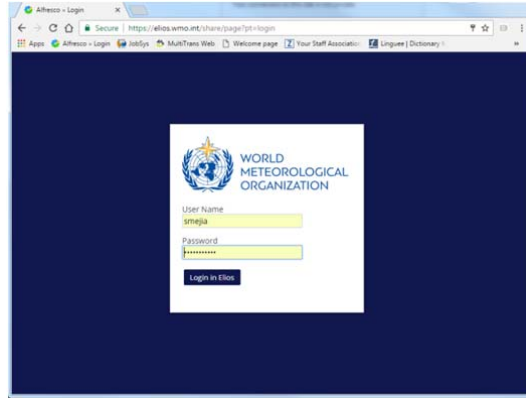 Alfresco » Login
Secure | https://elios.wmo.int/share/page?pt=login
Apps Alfresco » Login JobSys MultiTrans Web Welcome page Your Staff Association Linguee | Dictionary
WORLD
METEOROLOGICAL
ORGANIZATION
User Name
smejia
Password
Login in Elios